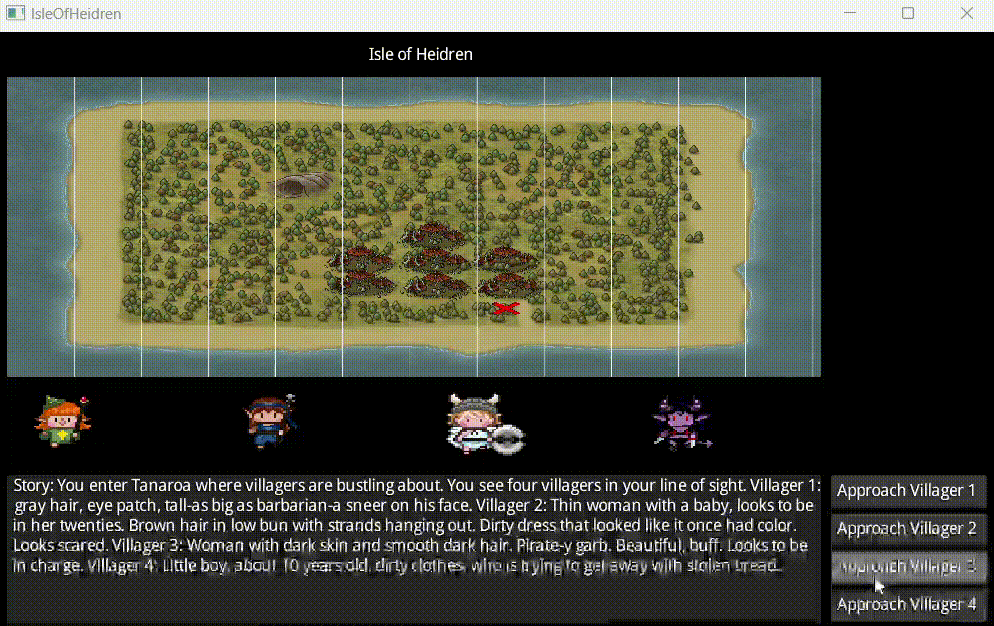 IsleOfHeidren
Isle of Heidren
Story: You enter Tanaroa where villagers are bustling about. You see four villagers in your line of sight. Villager 1:
gray hair, eye patch, tall-as big as barbarian-a sneer on his face. Villager 2: Thin woman with a baby, looks to be
in her twenties. Brown hair in low bun with strands hanging out. Dirty dress that looked like it once had color.
Looks scared. Villager 3: Woman with dark skin and smooth dark hair. Pirate-y garb. Beautiful, buff. Looks to be
in charge. Villager 4: Little boy, about 10 years old, dirty clothes, who is trying to get away with stolen bread.
Approach Villager 1
Approach Villager 2
Approach Villager 3
Approach Villager 4